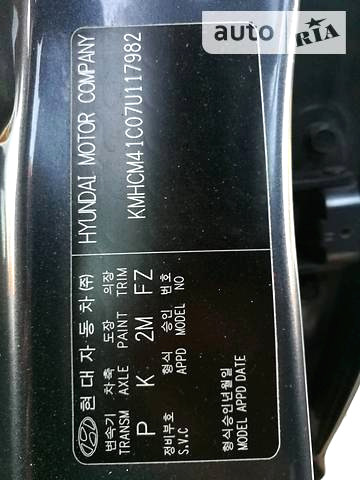 auto RIA
현대자동차(주) HYUNDAI MOTOR COMPANY
변속기 차축 도장 의장
TRANSM AXLE PAINT TRIM
P K 2M FZ
KMHCM41C07U117982
정비부호 형식 승인 번호
S.V.C APPD MODEL NO
형식승인년월일
MODEL APPD DATE